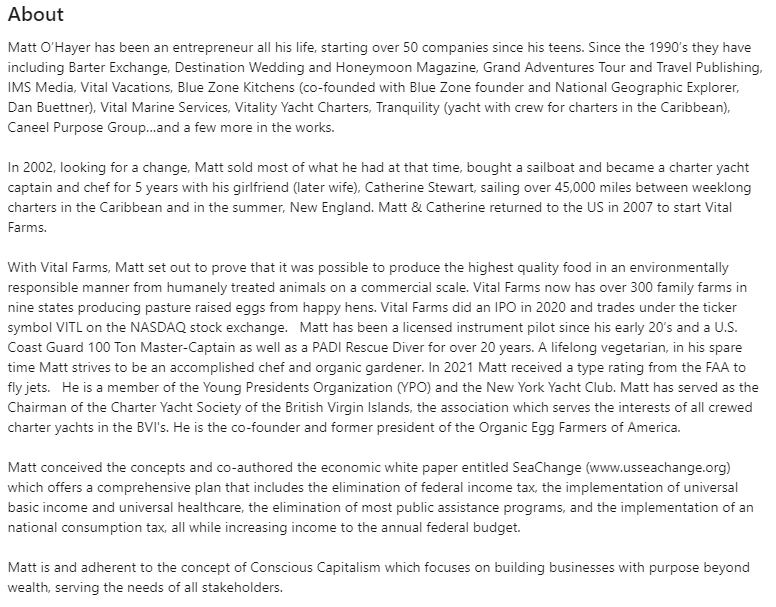 About
Matt O'Hayer has been an entrepreneur all his life, starting over 50 companies since his teens. Since the 1990's they have
including Barter Exchange, Destination Wedding and Honeymoon Magazine, Grand Adventures Tour and Travel Publishing,
IMS Media, Vital Vacations, Blue Zone Kitchens (co-founded with Blue Zone founder and National Geographic Explorer,
Dan Buettner), Vital Marine Services, Vitality Yacht Charters, Tranquility (yacht with crew for charters in the Caribbean),
Caneel Purpose Group...and a few more in the works.
In 2002, looking for a change, Matt sold most of what he had at that time, bought a sailboat and became a charter yacht
captain and chef for 5 years with his girlfriend (later wife), Catherine Stewart, sailing over 45,000 miles between weeklong
charters in the Caribbean and in the summer, New England. Matt & Catherine returned to the US in 2007 to start Vital
Farms.
With Vital Farms, Matt set out to prove that it was possible to produce the highest quality food in an environmentally
responsible manner from humanely treated animals on a commercial scale. Vital Farms now has over 300 family farms in
nine states producing pasture raised eggs from happy hens. Vital Farms did an IPO in 2020 and trades under the ticker
symbol VITL on the NASDAQ stock exchange.   Matt has been a licensed instrument pilot since his early 20's and a U.S.
Coast Guard 100 Ton Master-Captain as well as a PADI Rescue Diver for over 20 years. A lifelong vegetarian, in his spare
time Matt strives to be an accomplished chef and organic gardener. In 2021 Matt received a type rating from the FAA to
fly jets.   He is a member of the Young Presidents Organization (YPO) and the New York Yacht Club. Matt has served as the
Chairman of the Charter Yacht Society of the British Virgin Islands, the association which serves the interests of all crewed
charter yachts in the BVI's. He is the co-founder and former president of the Organic Egg Farmers of America.
Matt conceived the concepts and co-authored the economic white paper entitled SeaChange (www.usseachange.org)
which offers a comprehensive plan that includes the elimination of federal income tax, the implementation of universal
basic income and universal healthcare, the elimination of most public assistance programs, and the implementation of an
national consumption tax, all while increasing income to the annual federal budget.
Matt is and adherent to the concept of Conscious Capitalism which focuses on building businesses with purpose beyond
wealth, serving the needs of all stakeholders.